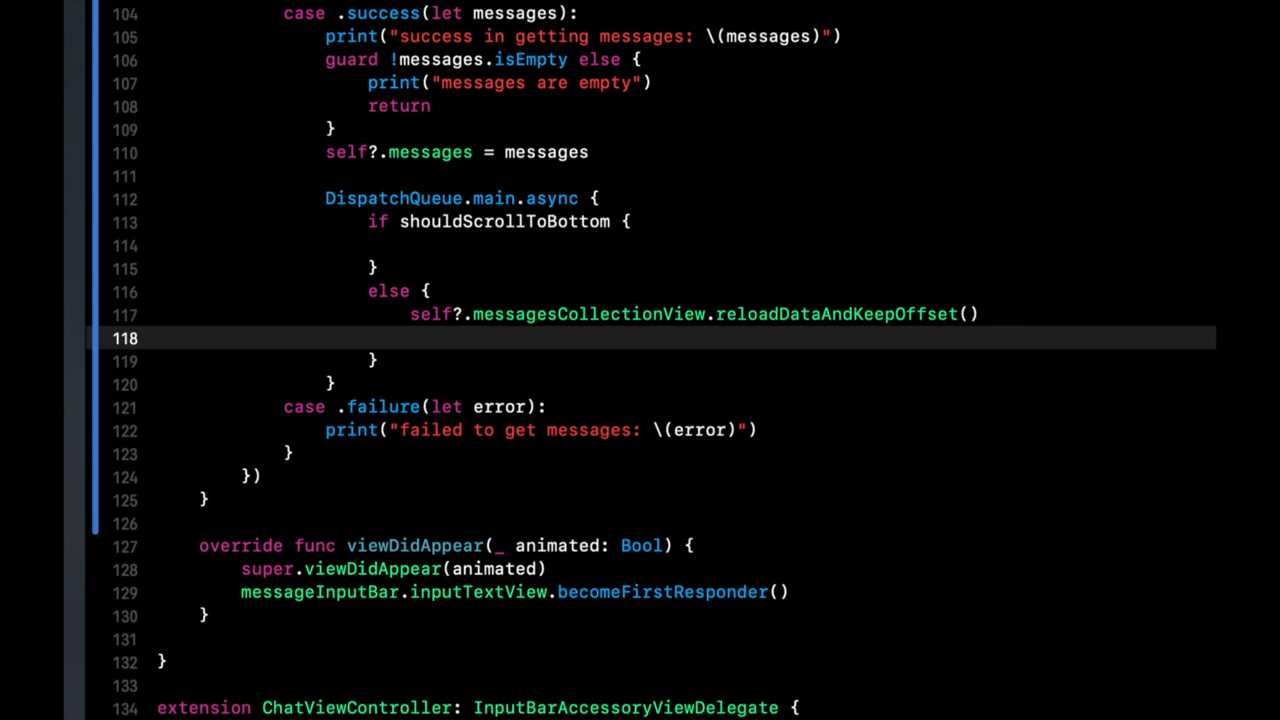 104 case .success(let messages):
105 print("success in getting messages: \(messages)")
106 guard !messages.isEmpty else {
107 print("messages are empty")
108 return
109 }
110 self?.messages = messages
111
112 DispatchQueue.main.async {
113 if shouldScrollToBottom {
114
115 }
116 else {
117 self?.messagesCollectionView.reloadDataAndKeepOffset()
118
119 }
120 }
121 case .failure(let error):
122 print("failed to get messages: \(error)")
123 }
124 })
125 }
126
127 override func viewDidAppear(_ animated: Bool) {
128 super.viewDidAppear(animated)
129 messageInputBar.inputTextView.becomeFirstResponder()
130 }
131
132 }
133
134 extension ChatViewController: InputBarAccessoryViewDelegate {